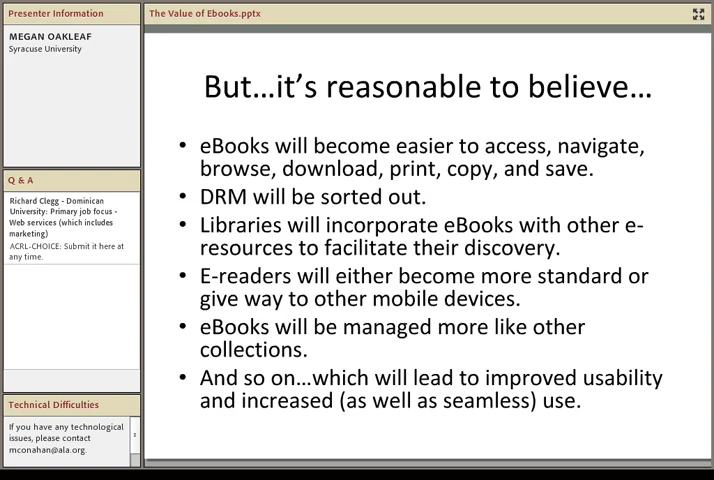 Presenter Information
MEGAN OAKLEAF
Syracuse University
Q & A
Richard Clegg - Dominican
University: Primary job focus -
Web services (which includes
marketing)
ACRL-CHOICE: Submit it here at
any time.
Technical Difficulties
If you have any technological
issues, please contact
mconahan@ala.org.
The Value of Ebooks.pptx
But...it's reasonable to believe...
• eBooks will become easier to access, navigate,
browse, download, print, copy, and save.
• DRM will be sorted out.
• Libraries will incorporate eBooks with other e-
resources to facilitate their discovery.
• E-readers will either become more standard or
give way to other mobile devices.
• eBooks will be managed more like other
collections.
• And so on...which will lead to improved usability
and increased (as well as seamless) use.